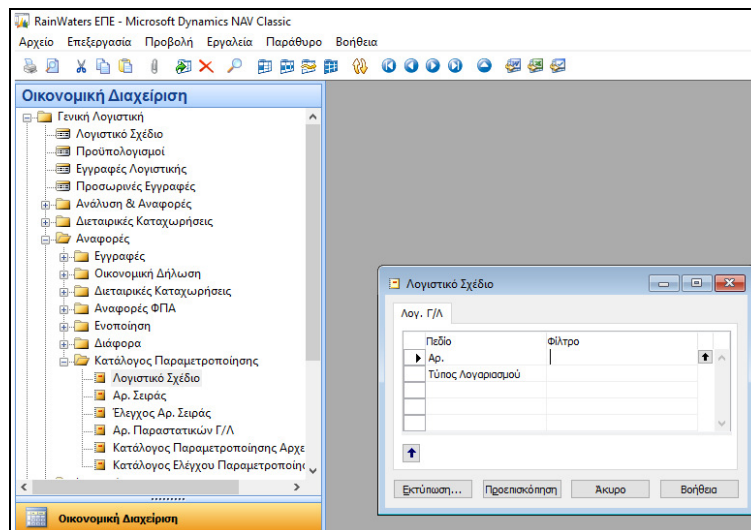 RainWaters ΕΠΕ - Microsoft Dynamics NAV Classic
Αρχείο Επεξεργασία Προβολή Εργαλεία Παράθυρο Βοήθεια
Οικονομική Διαχείριση
Γενική Λογιστική
Λογιστικό Σχέδιο
Προϋπολογισμοί
Εγγραφές Λογιστικής
Προσωρινές Εγγραφές
Ανάλυση & Αναφορές
Διεταιρικές Καταχωρήσεις
Αναφορές
Εγγραφές
Οικονομική Δήλωση
Διεταιρικές Καταχωρήσεις
Αναφορές ΦΠΑ
Ενοποίηση
Διάφορα
Κατάλογος Παραμετροποίησης
Λογιστικό Σχέδιο
Αρ. Σειράς
Έλεγχος Αρ. Σειράς
Αρ. Παραστατικών Γ/Λ
Κατάλογος Παραμετροποίησης Αρχε
Κατάλογος Ελέγχου Παραμετροποίησ
Οικονομική Διαχείριση
Λογιστικό Σχέδιο
Λογ. Γ/Λ
Πεδίο Φίλτρο
Αρ.
Τύπος Λογαριασμού
Εκτύπωση... Προεπισκόπηση Άκυρο Βοήθεια